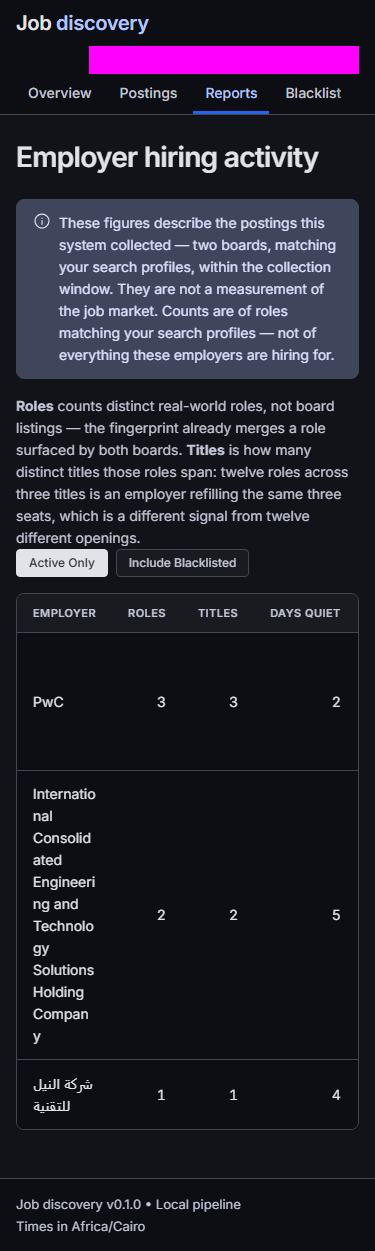 Job discovery
Overview Postings Reports Blacklist
Employer hiring activity
These figures describe the postings this
system collected — two boards, matching
your search profiles, within the collection
window. They are not a measurement of
the job market. Counts are of roles
matching your search profiles — not of
everything these employers are hiring for.
Roles counts distinct real-world roles, not board
listings — the fingerprint already merges a role
surfaced by both boards. Titles is how many
distinct titles those roles span: twelve roles across
three titles is an employer refilling the same three
seats, which is a different signal from twelve
different openings.
Active Only Include Blacklisted
EMPLOYER ROLES TITLES DAYS QUIET
PwC 3 3 2
Internatio
nal
Consolid
ated
Engineeri
ng and
Technolo
gy
Solutions
Holding
Compan
y
2 2 5
شركة النيل
للتقنية
1 1 4
Job discovery v0.1.0 • Local pipeline
Times in Africa/Cairo